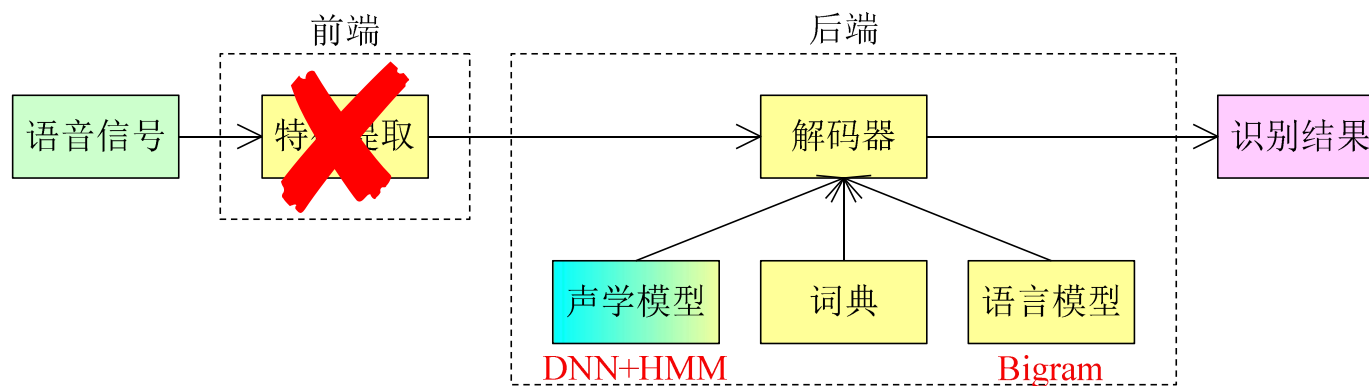 前端
后端
语音信号
特 提取
解码器
识别结果
声学模型
词典
语言模型
DNN+HMM
Bigram